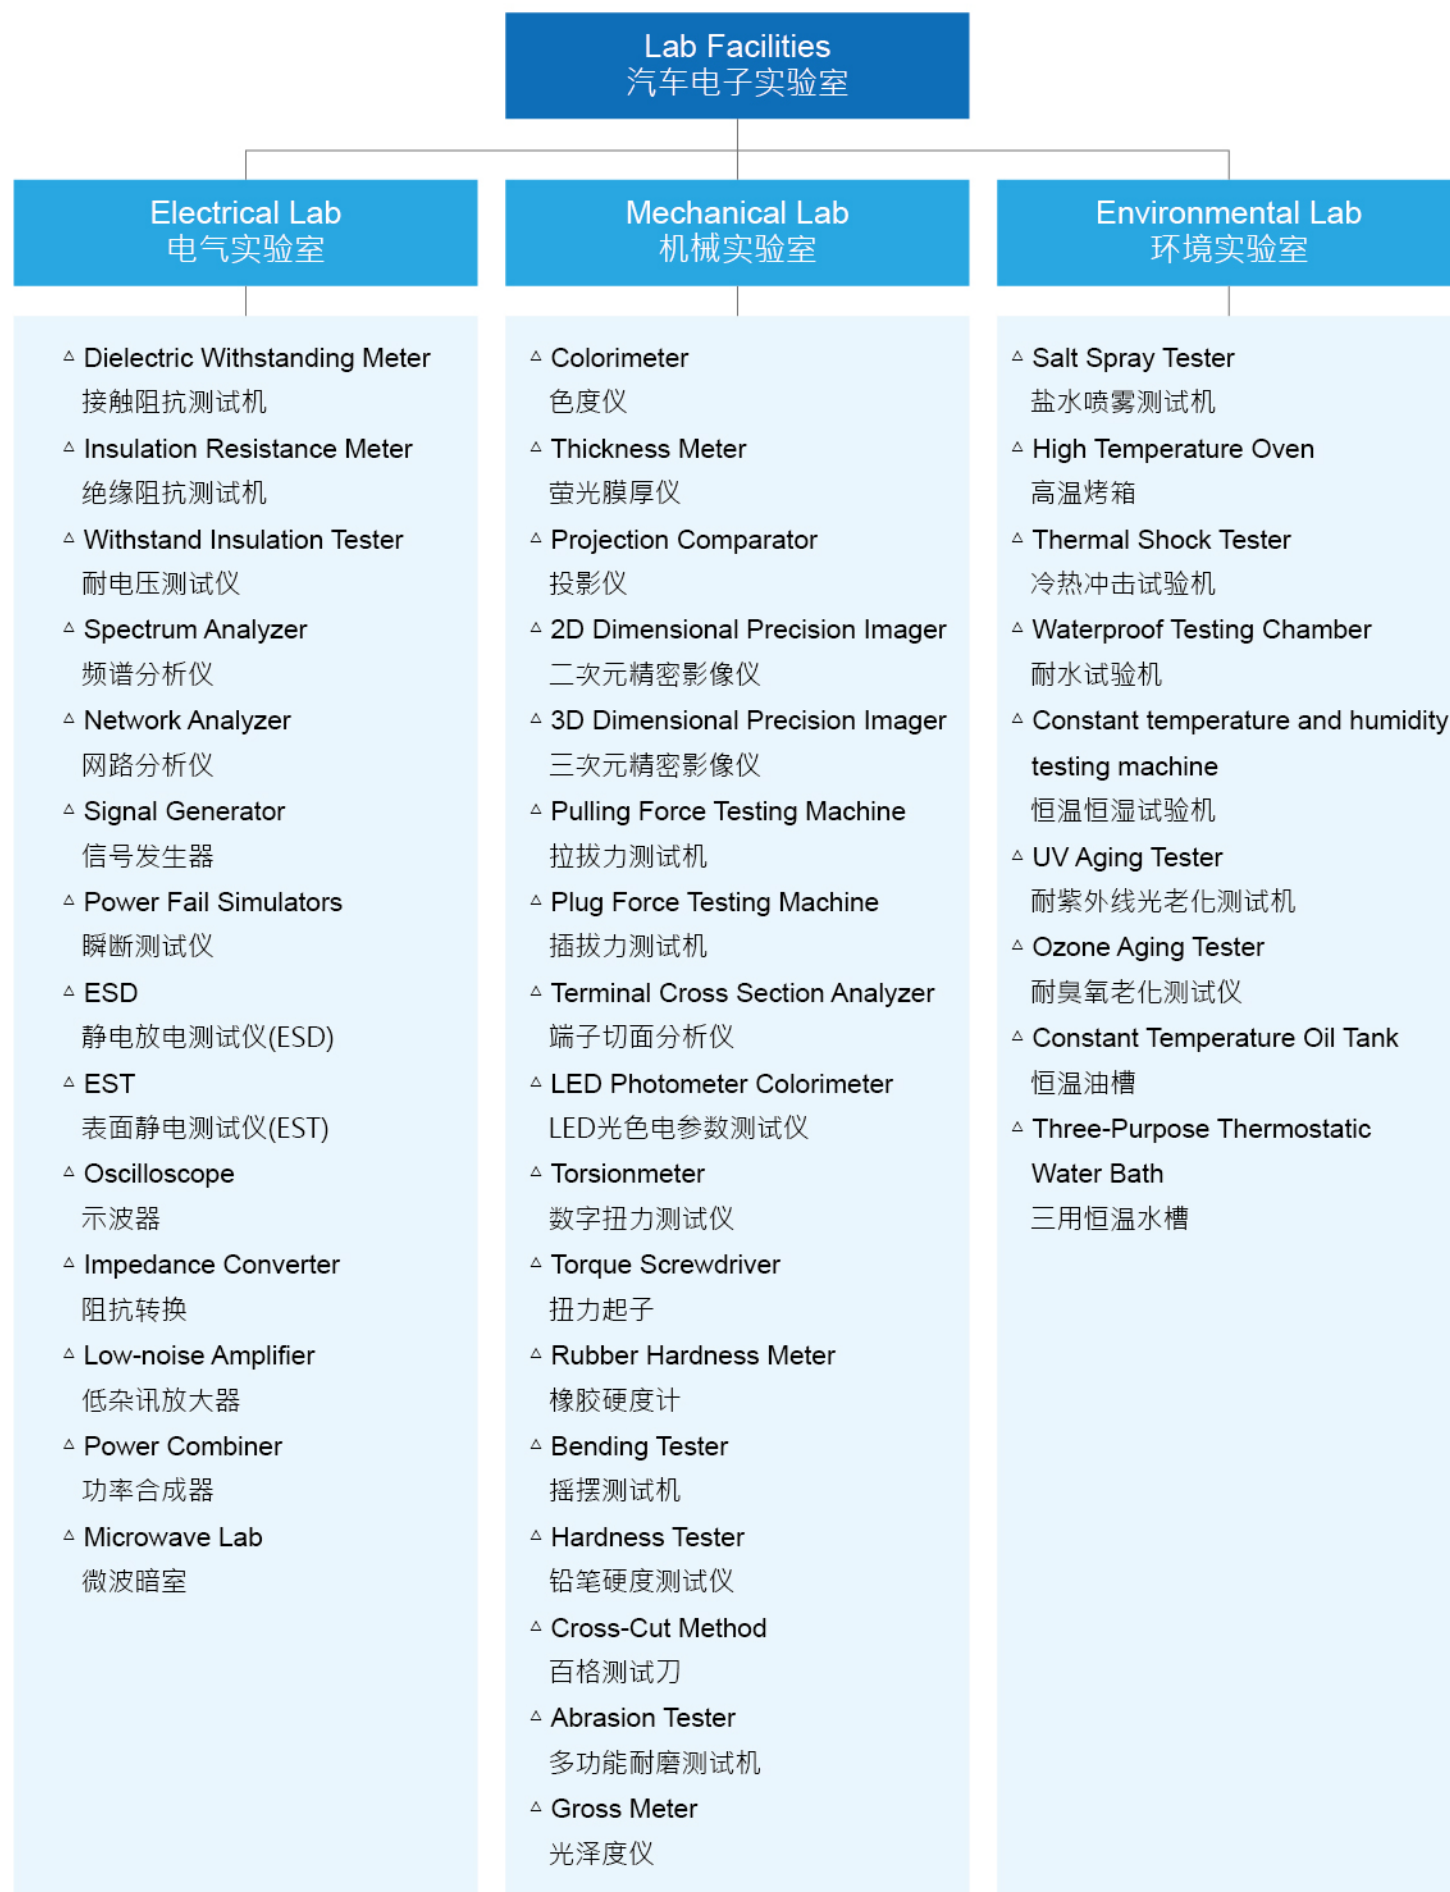 Lab Facilities
汽车电子实验室
Electrical Lab
电气实验室
△ Dielectric Withstanding Meter
接触阻抗测试机
△ Insulation Resistance Meter
绝缘阻抗测试机
△ Withstand Insulation Tester
耐电压测试仪
△ Spectrum Analyzer
频谱分析仪
△ Network Analyzer
网路分析仪
△ Signal Generator
信号发生器
△ Power Fail Simulators
瞬断测试仪
△ ESD
静电放电测试仪(ESD)
△ EST
表面静电测试仪(EST)
△ Oscilloscope
示波器
△ Impedance Converter
阻抗转换
△ Low-noise Amplifier
低杂讯放大器
△ Power Combiner
功率合成器
△ Microwave Lab
微波暗室
Mechanical Lab
机械实验室
△ Colorimeter
色度仪
△ Thickness Meter
萤光膜厚仪
△ Projection Comparator
投影仪
△ 2D Dimensional Precision Imager
二次元精密影像仪
△ 3D Dimensional Precision Imager
三次元精密影像仪
△ Pulling Force Testing Machine
拉拔力测试机
△ Plug Force Testing Machine
插拔力测试机
△ Terminal Cross Section Analyzer
端子切面分析仪
△ LED Photometer Colorimeter
LED光色电参数测试仪
△ Torsionmeter
数字扭力测试仪
△ Torque Screwdriver
扭力起子
△ Rubber Hardness Meter
橡胶硬度计
△ Bending Tester
摇摆测试机
△ Hardness Tester
铅笔硬度测试仪
△ Cross-Cut Method
百格测试刀
△ Abrasion Tester
多功能耐磨测试机
△ Gross Meter
光泽度仪
Environmental Lab
环境实验室
△ Salt Spray Tester
盐水喷雾测试机
△ High Temperature Oven
高温烤箱
△ Thermal Shock Tester
冷热冲击试验机
△ Waterproof Testing Chamber
耐水试验机
△ Constant temperature and humidity
testing machine
恒温恒湿试验机
△ UV Aging Tester
耐紫外线光老化测试机
△ Ozone Aging Tester
耐臭氧老化测试仪
△ Constant Temperature Oil Tank
恒温油槽
△ Three-Purpose Thermostatic
Water Bath
三用恒温水槽